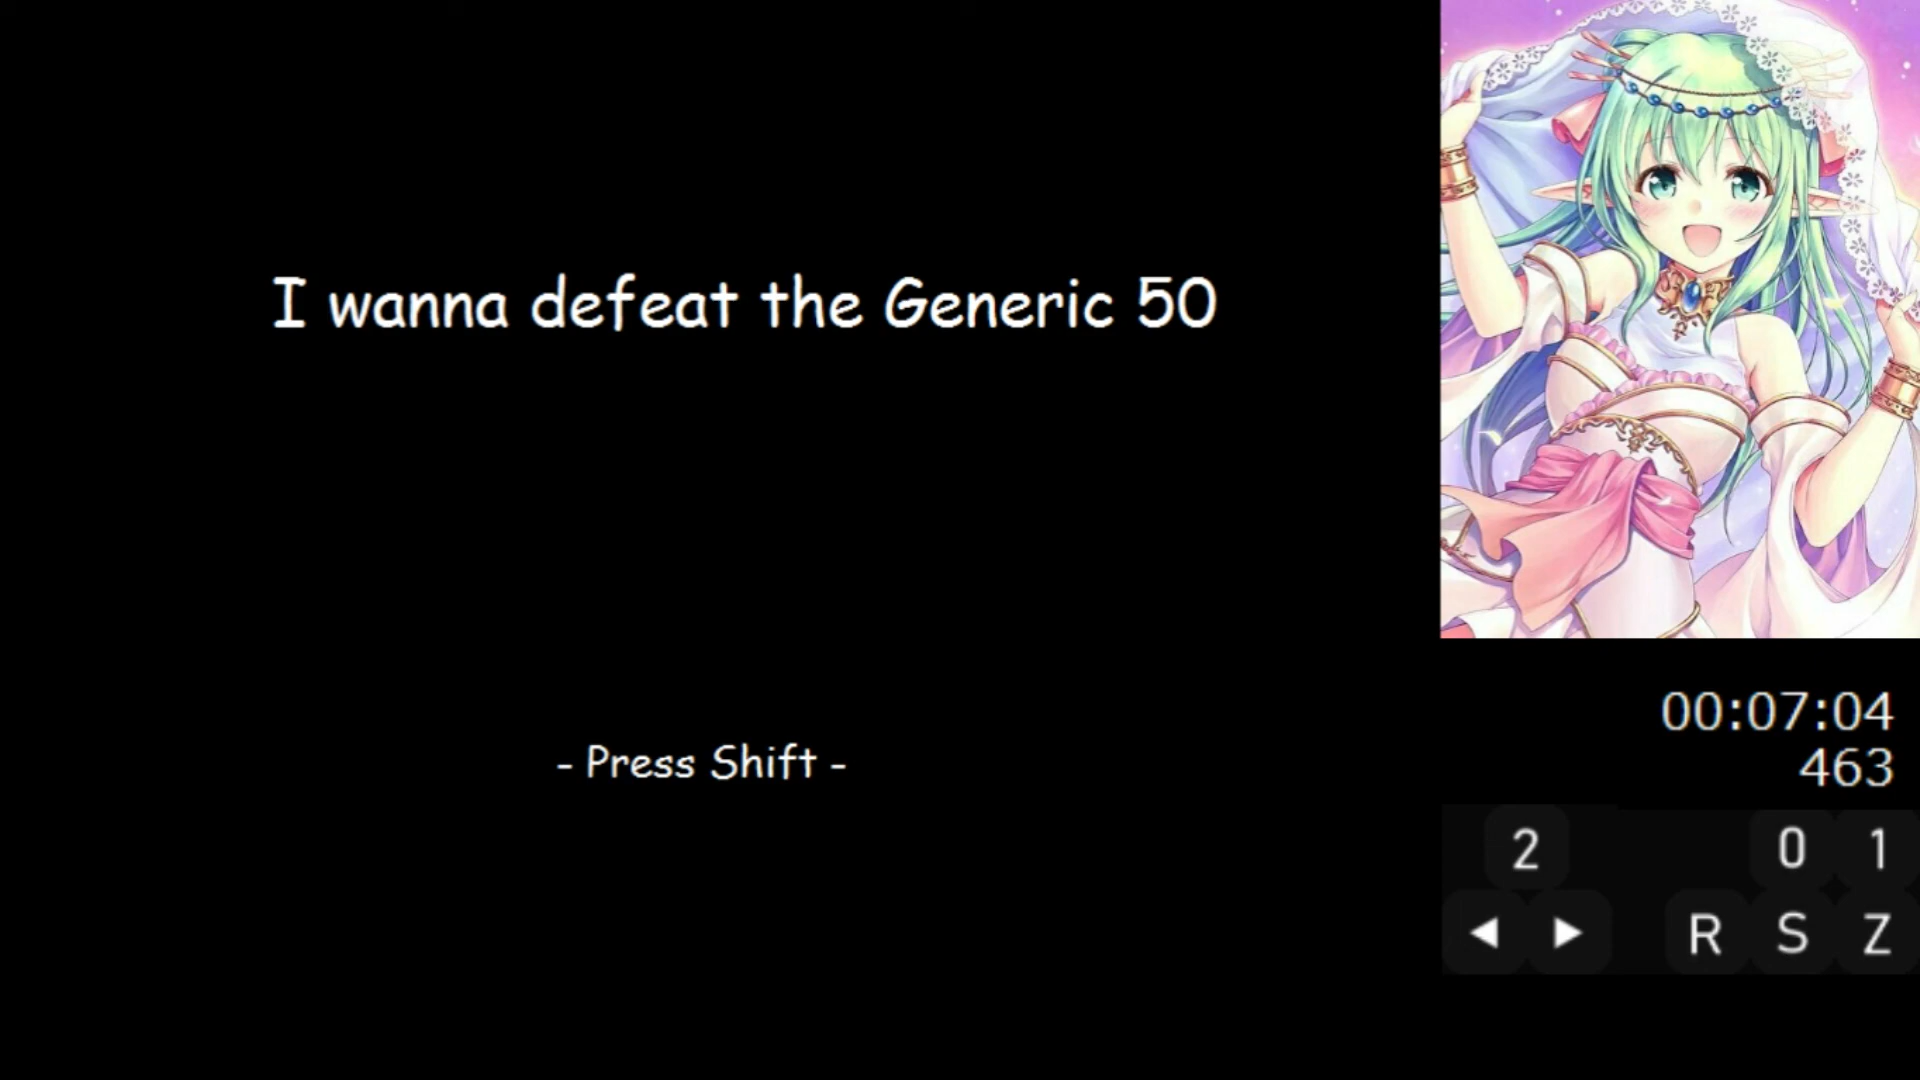 I wanna defeat the Generic 50
- Press Shift -
00:07:04
463
2 0 1
◀ ▶ R S Z